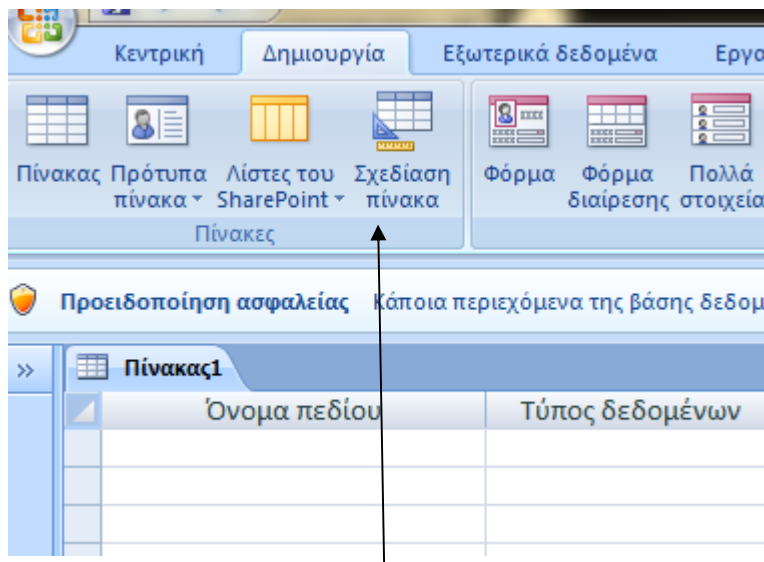 Κεντρική Δημιουργία Εξωτερικά δεδομένα Εργα
Πίνακας Πρότυπα Λίστες του Σχεδίαση Φόρμα Φόρμα Πολλά
πίνακα SharePoint πίνακα διαίρεσης στοιχεία
Πίνακες
Προειδοποίηση ασφαλείας Κάποια περιεχόμενα της βάσης δεδομ
Πίνακας1
Όνομα πεδίου Τύπος δεδομένων